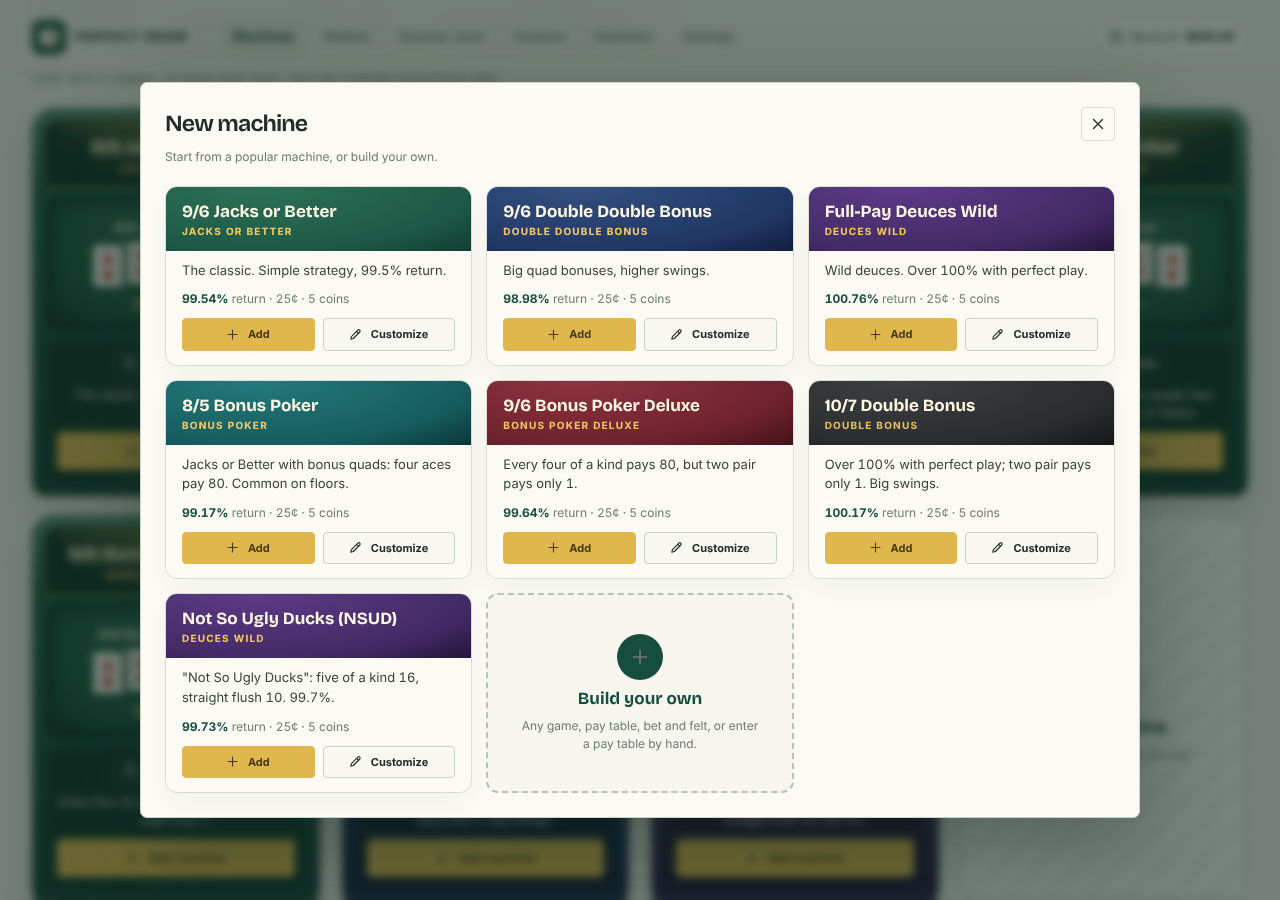 New machine
Start from a popular machine, or build your own.
9/6 Jacks or Better
JACKS OR BETTER
The classic. Simple strategy, 99.5% return.
99.54% return · 25¢ · 5 coins
Add
Customize
9/6 Double Double Bonus
DOUBLE DOUBLE BONUS
Big quad bonuses, higher swings.
98.98% return · 25¢ · 5 coins
Add
Customize
Full-Pay Deuces Wild
DEUCES WILD
Wild deuces. Over 100% with perfect play.
100.76% return · 25¢ · 5 coins
Add
Customize
8/5 Bonus Poker
BONUS POKER
Jacks or Better with bonus quads: four aces
pay 80. Common on floors.
99.17% return · 25¢ · 5 coins
Add
Customize
9/6 Bonus Poker Deluxe
BONUS POKER DELUXE
Every four of a kind pays 80, but two pair
pays only 1.
99.64% return · 25¢ · 5 coins
Add
Customize
10/7 Double Bonus
DOUBLE BONUS
Over 100% with perfect play; two pair pays
only 1. Big swings.
100.17% return · 25¢ · 5 coins
Add
Customize
Not So Ugly Ducks (NSUD)
DEUCES WILD
"Not So Ugly Ducks": five of a kind 16,
straight flush 10. 99.7%.
99.73% return · 25¢ · 5 coins
Add
Customize
Build your own
Any game, pay table, bet and felt, or enter
a pay table by hand.